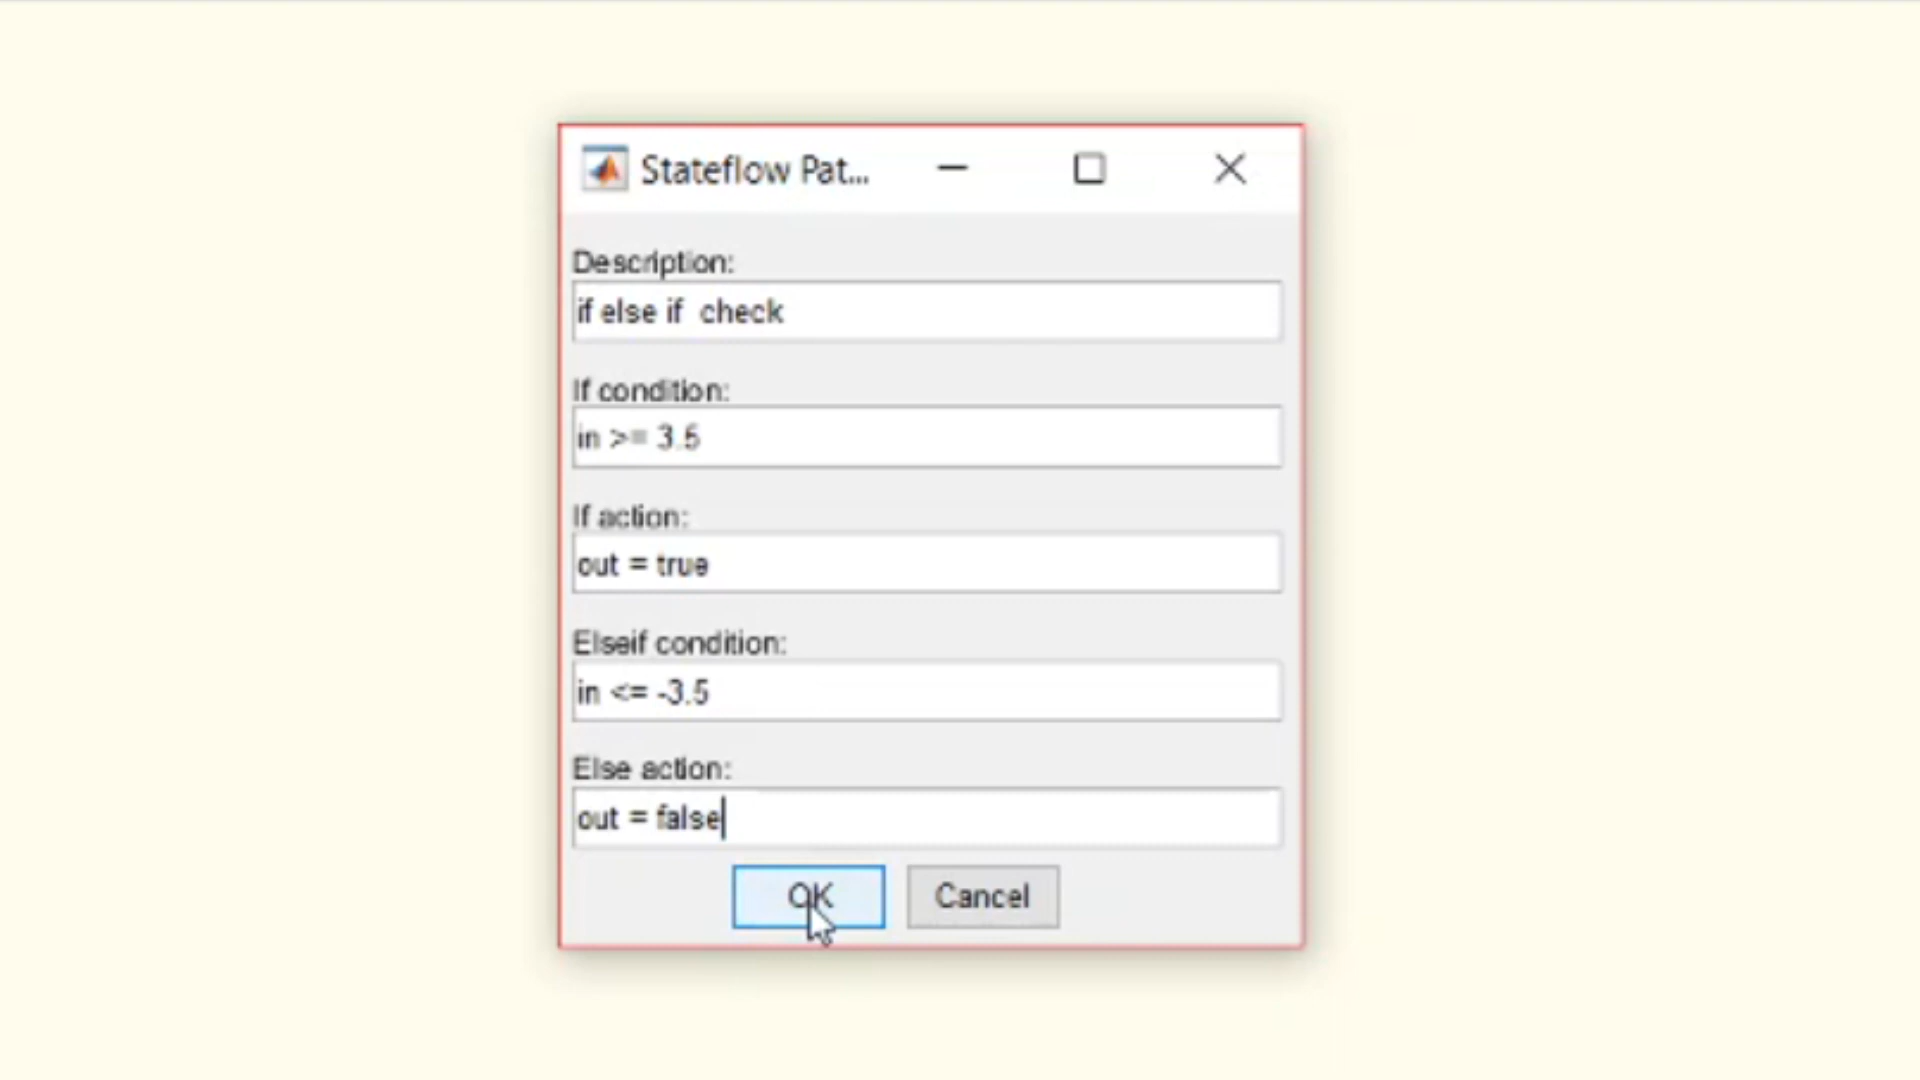 Stateflow Pat...
Description:
if else if  check
If condition:
in >= 3.5
If action:
out = true
Elseif condition:
in <= -3.5
Else action:
out = false
OK
Cancel